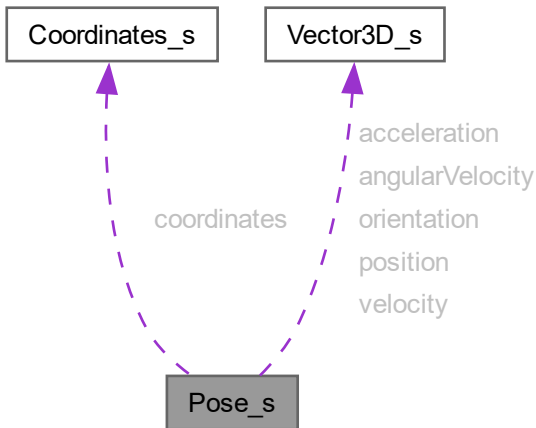 Coordinates_s
Vector3D_s
acceleration
angularVelocity
coordinates
orientation
position
velocity
Pose_s